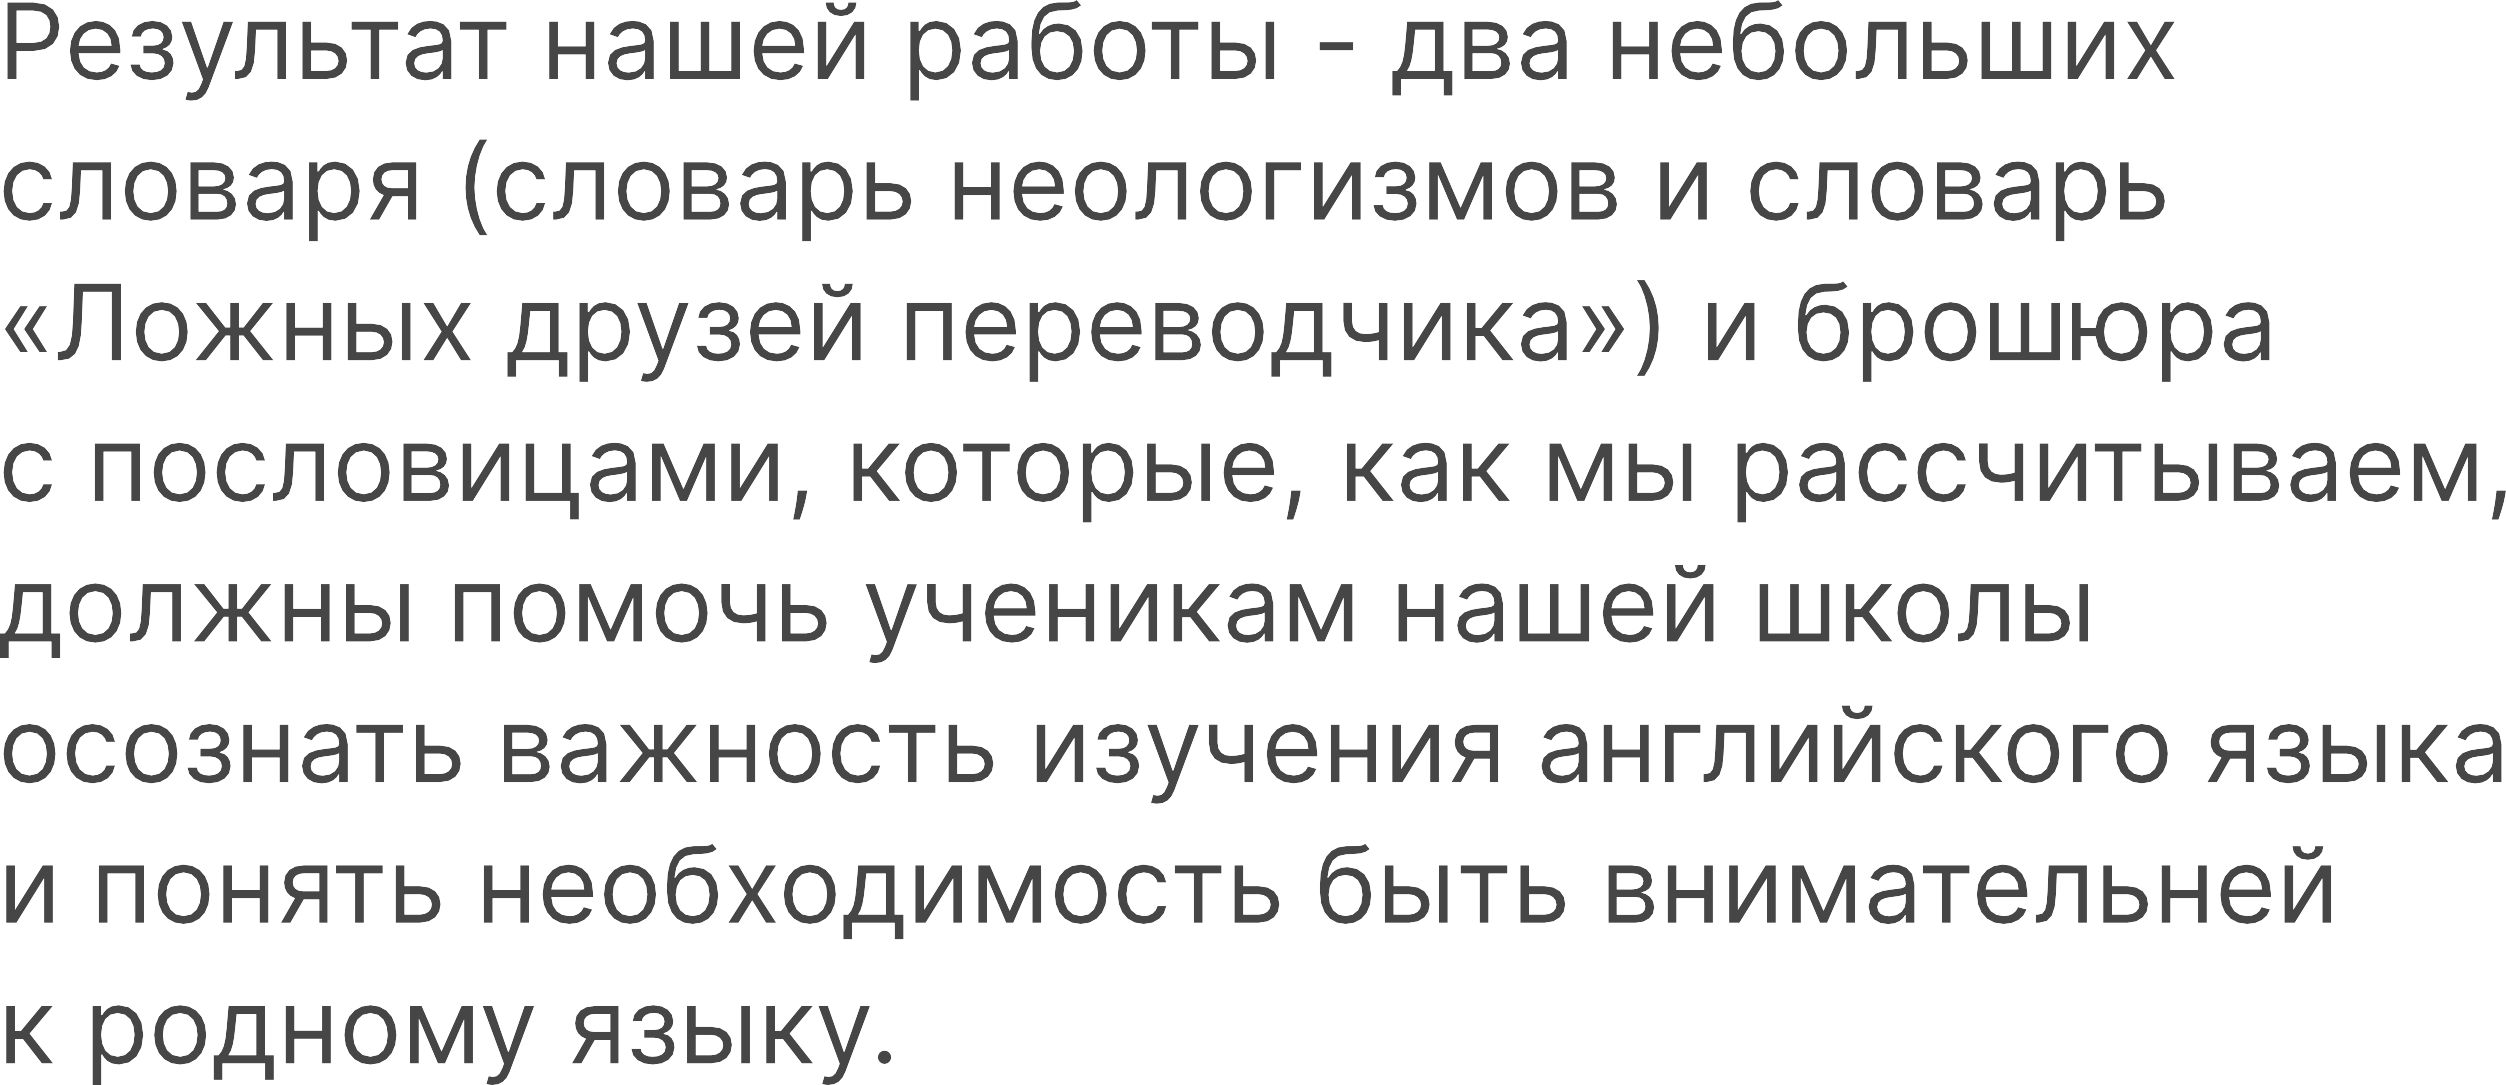 Результат нашей работы – два небольших
словаря (словарь неологизмов и словарь
«Ложных друзей переводчика») и брошюра
с пословицами, которые, как мы рассчитываем,
должны помочь ученикам нашей школы
осознать важность изучения английского языка
и понять необходимость быть внимательней
к родному языку.